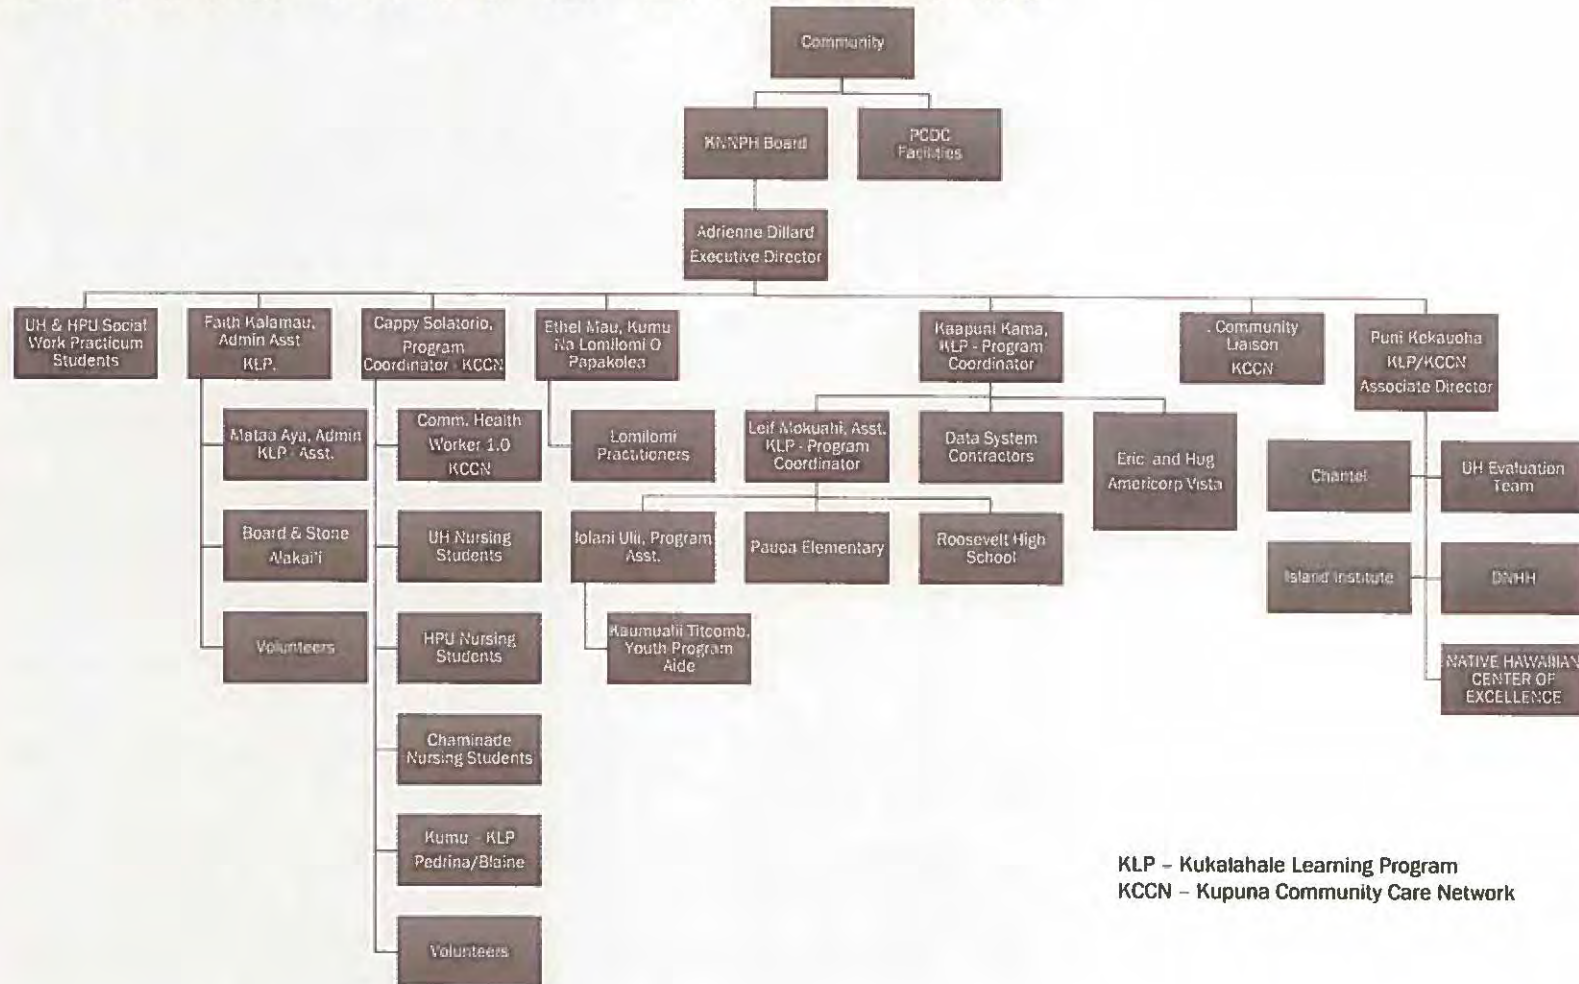 Community
KNNPH Board
PCDC
Facilities
Adrienne Dillard
Executive Director
UH & HPU Social
Work Practicum
Students
Faith Kalamau,
Admin Asst
KLP.
Cappy Solatorio,
Program
Coordinator - KCCN
Ethel Mau, Kumu
Na Lomilomi O
Papakolea
Kaapuni Kama,
KLP - Program
Coordinator
. Community
Liaison
KCCN
Puni Kekauoha
KLP/KCCN
Associate Director
Mataa Aya, Admin
KLP - Asst.
Board & Stone
Alakai'i
Volunteers
Comm. Health
Worker 1.0
KCCN
UH Nursing
Students
HPU Nursing
Students
Chaminade
Nursing Students
Kumu – KLP
Pedrina/Blaine
Volunteers
Lomilomi
Practitioners
Leif Mokuahi, Asst.
KLP - Program
Coordinator
Data System
Contractors
Eric and Hug
Americorp Vista
Iolani Ulii, Program
Asst.
Pauoa Elementary
Roosevelt High
School
Kaumualii Titcomb,
Youth Program
Aide
Chantel
UH Evaluation
Team
Island Institute
DNHH
NATIVE HAWAIIAN
CENTER OF
EXCELLENCE
KLP – Kukalahale Learning Program
KCCN – Kupuna Community Care Network